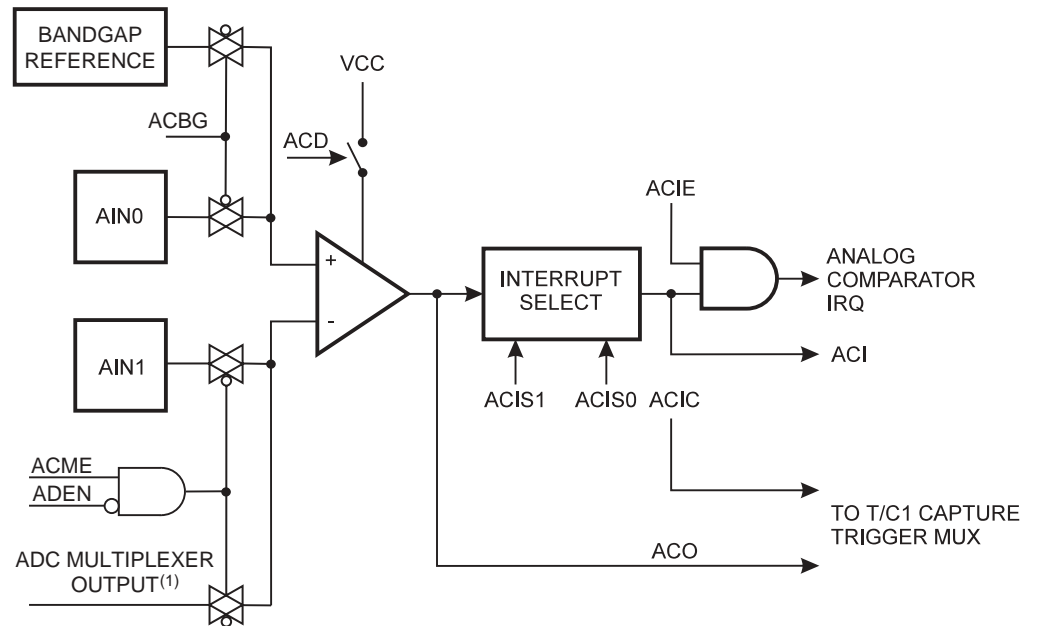 BANDGAP
REFERENCE
VCC
ACBG
ACD
AIN0
ACIE
+
-
INTERRUPT
SELECT
ANALOG
COMPARATOR
IRQ
AIN1
ACI
ACIS1
ACIS0
ACIC
ACME
ADEN
TO T/C1 CAPTURE
TRIGGER MUX
ACO
ADC MULTIPLEXER
OUTPUT(1)